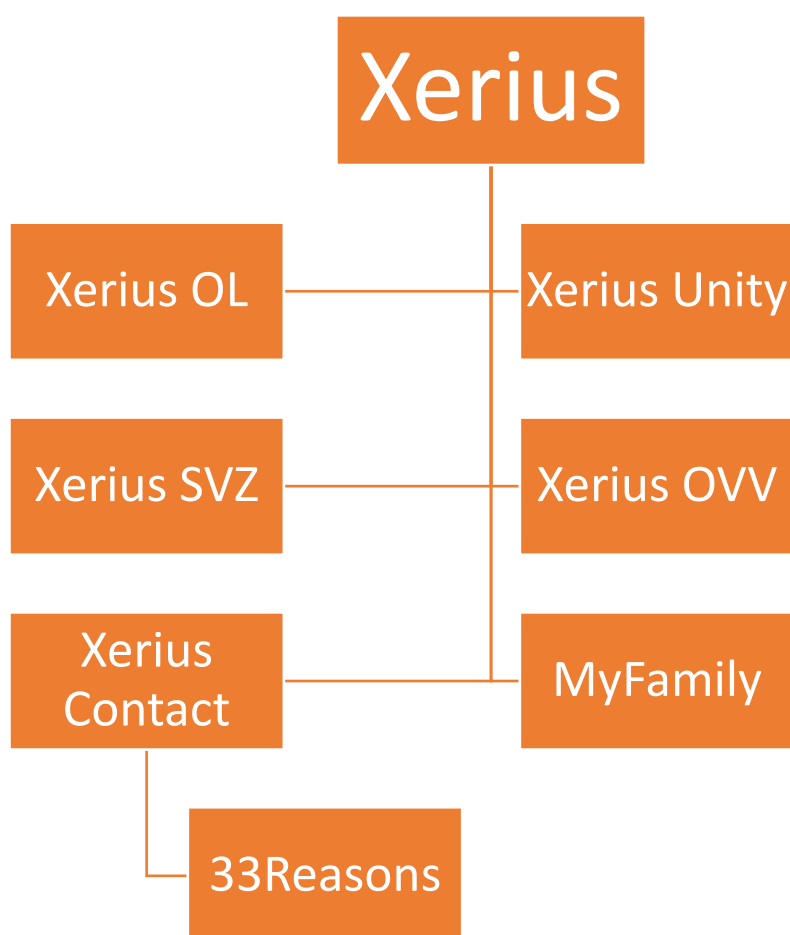 Xerius
Xerius OL
Xerius Unity
Xerius SVZ
Xerius OVV
Xerius
Contact
MyFamily
33Reasons